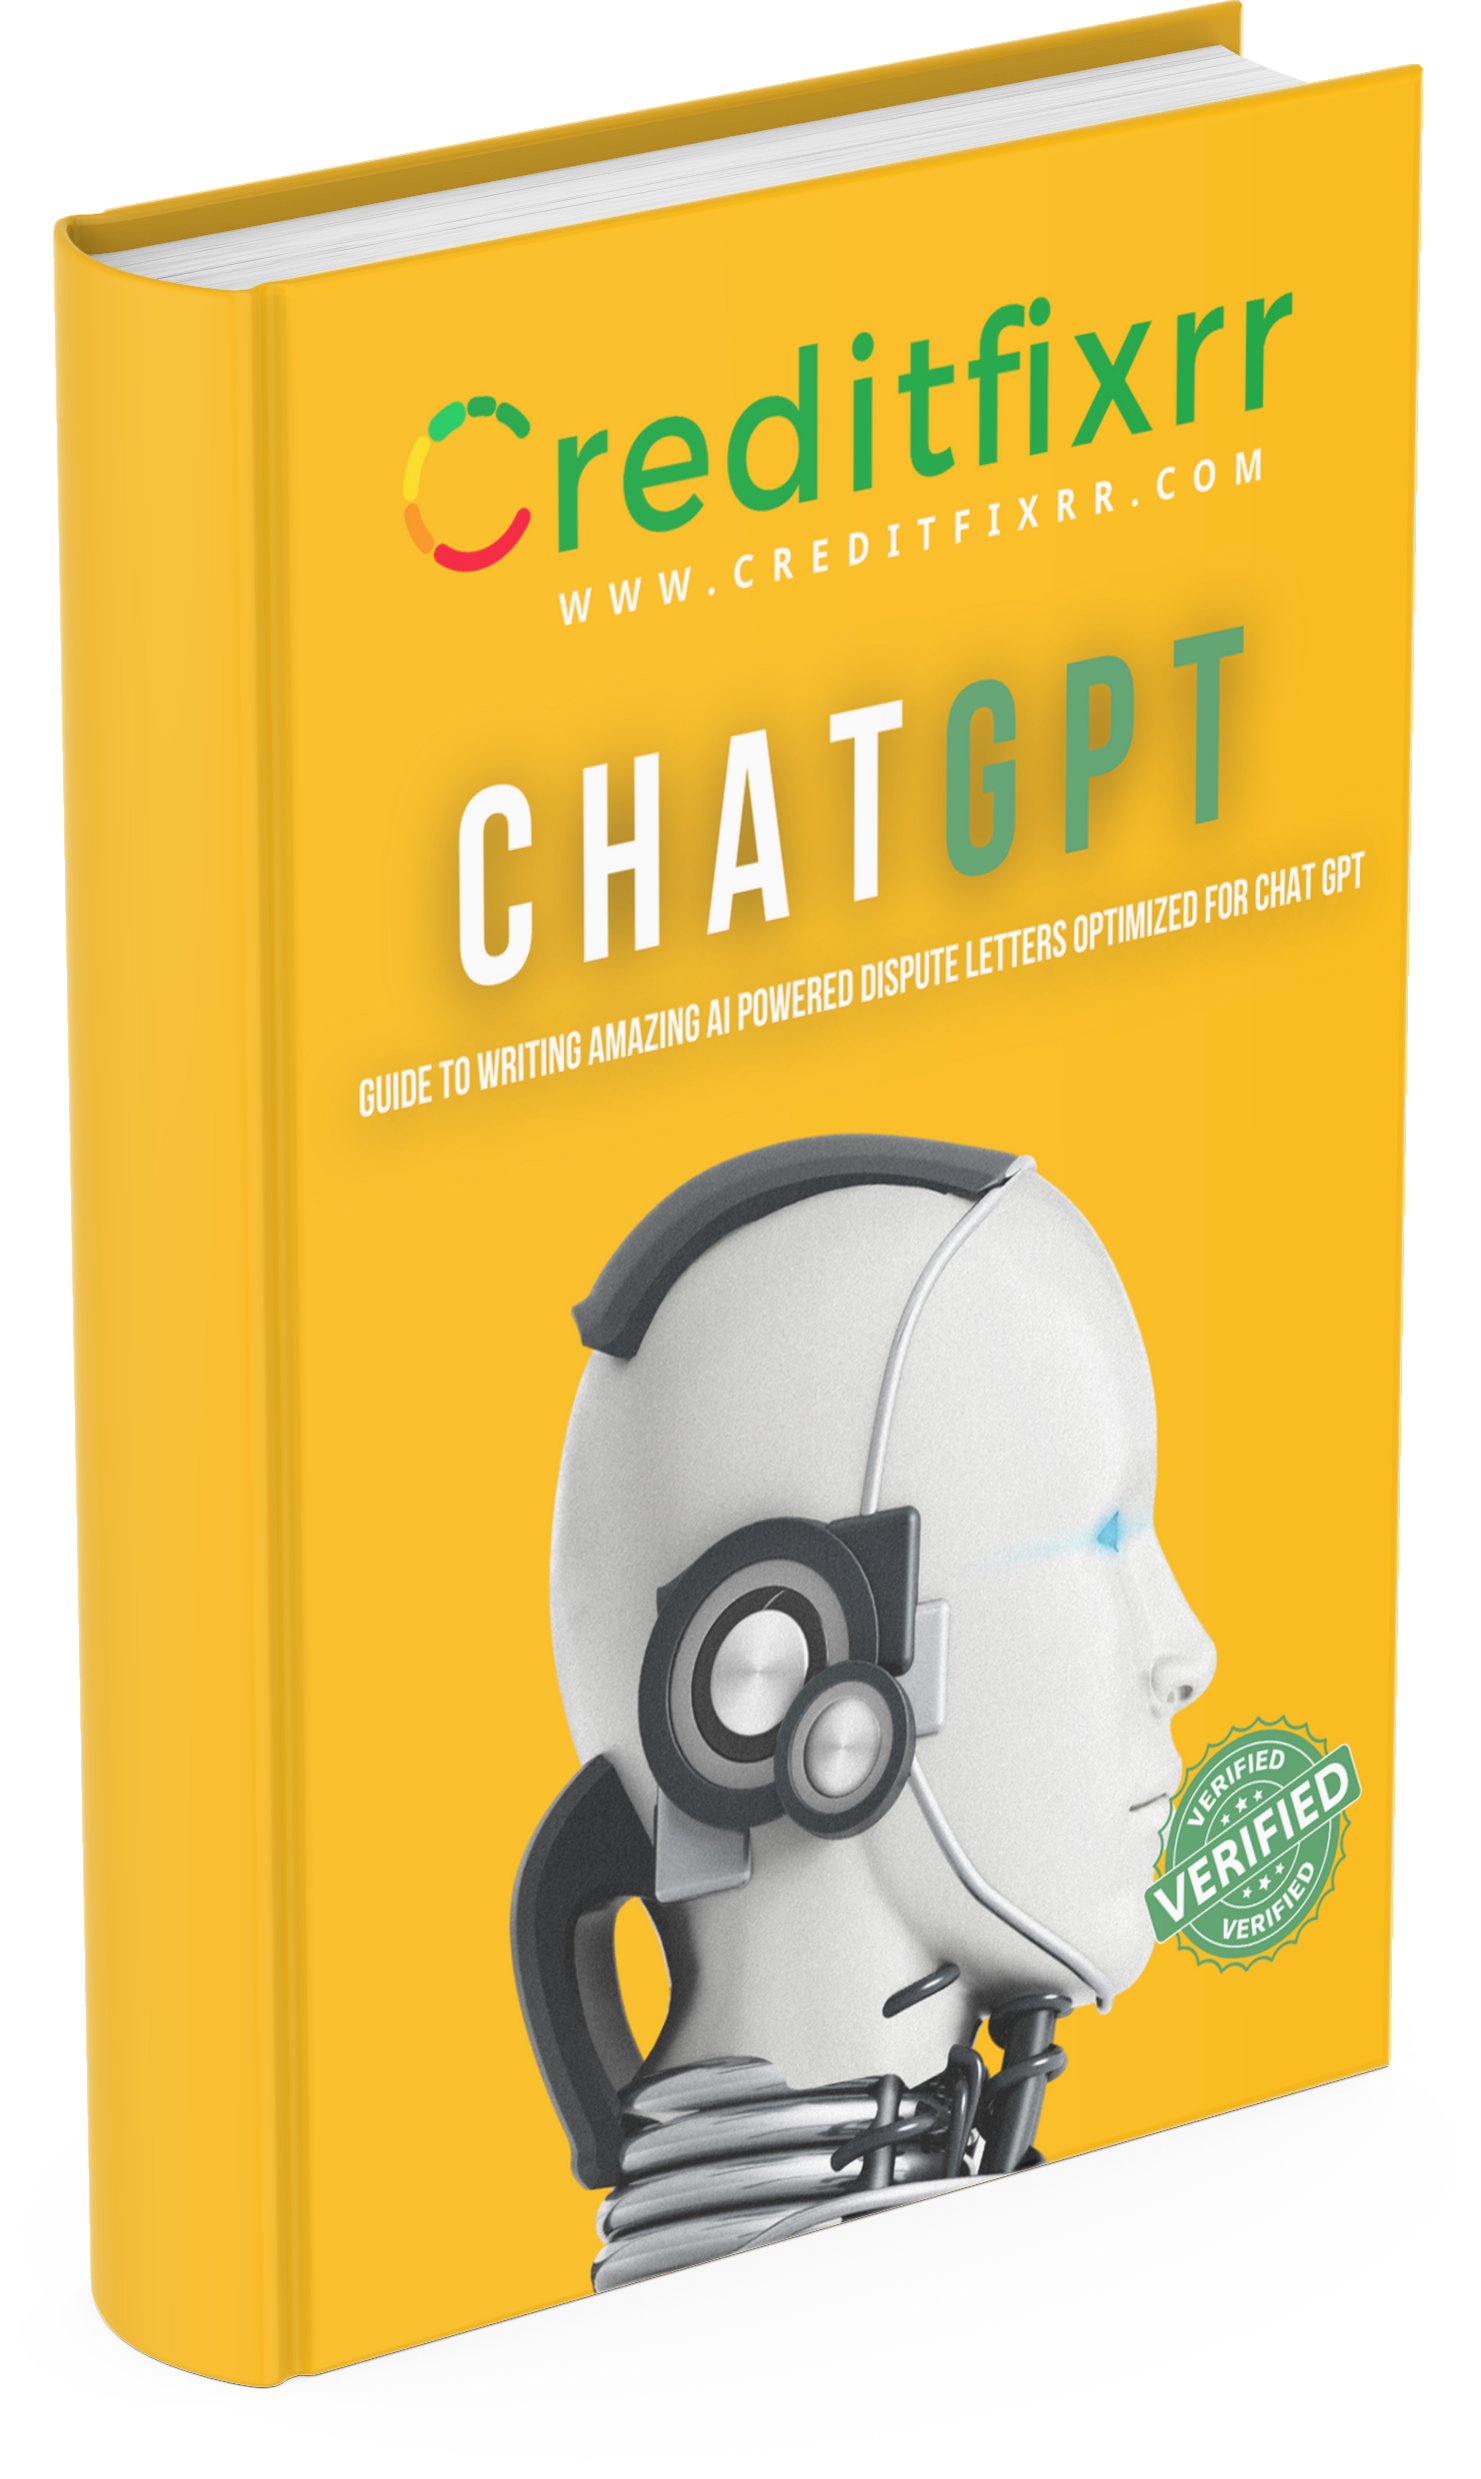 Creditfixrr
WWW.CREDITFIXRR.COM
CHATGPT
GUIDE TO WRITING AMAZING AI POWERED DISPUTE LETTERS OPTIMIZED FOR CHAT GPT
VERIFIED
VERIFIED
VERIFIED